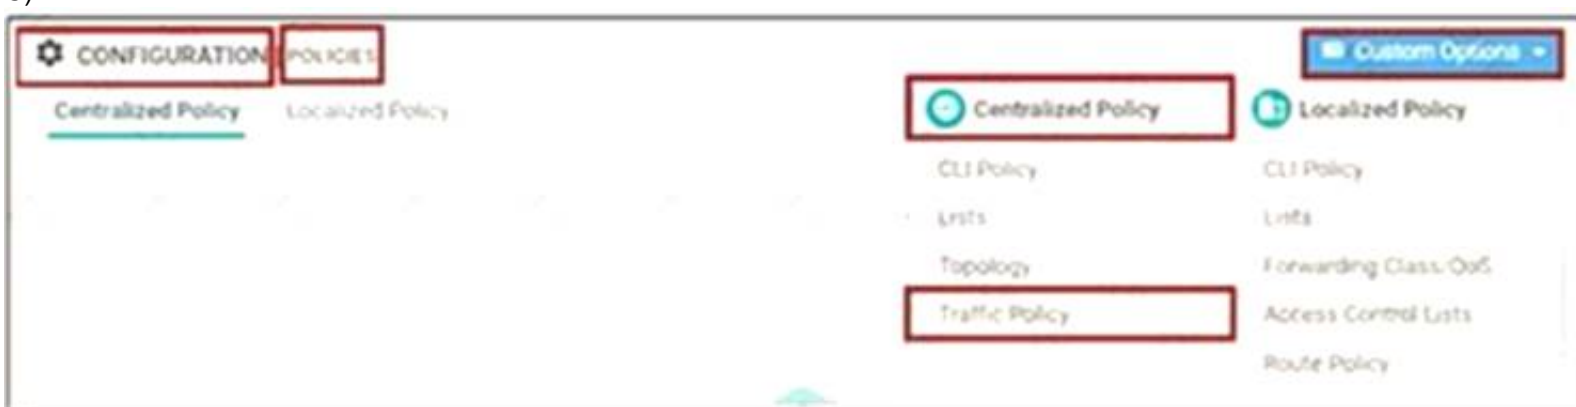 CONFIGURATION POLICIES
Custom Options
Centralized Policy Localized Policy
Centralized Policy Localized Policy
CLI Policy CLI Policy
Lists Lists
Topology Forwarding Class/QoS
Traffic Policy Access Control Lists
Route Policy